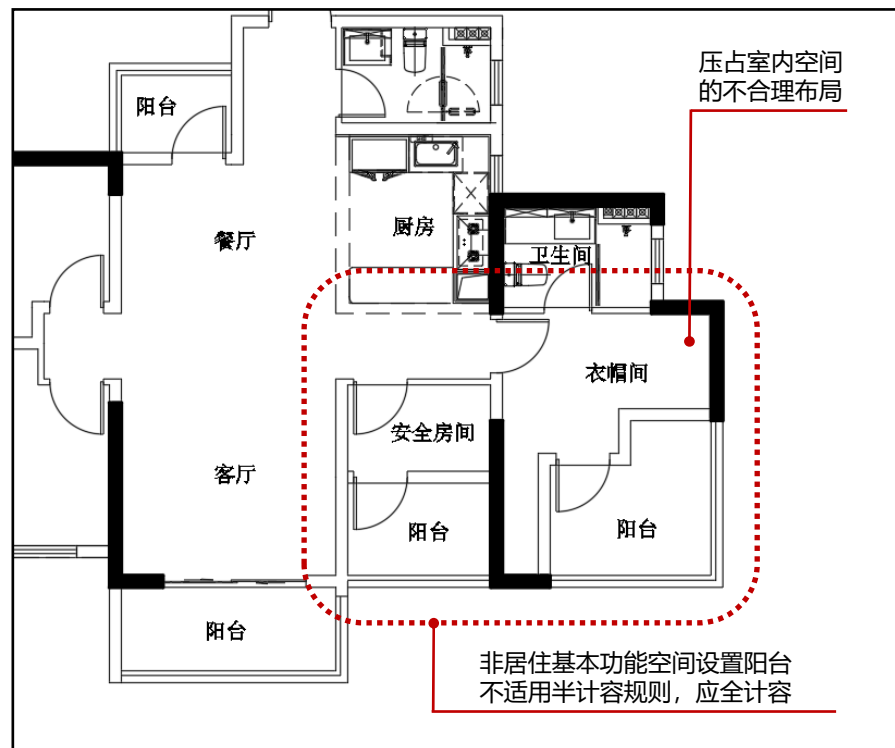 压占室内空间
的不合理布局
阳台
餐厅
厨房
卫生间
衣帽间
安全房间
客厅
阳台
阳台
阳台
非居住基本功能空间设置阳台
不适用半计容规则，应全计容